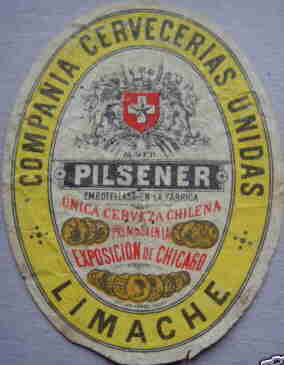 COMPAÑIA CERVECERIAS UNIDAS
PILSENER
EMBOTELLADA EN LA FABRICA
UNICA CERVEZA CHILENA
PREMIADA EN LA
EXPOSICION DE CHICAGO
LIMACHE